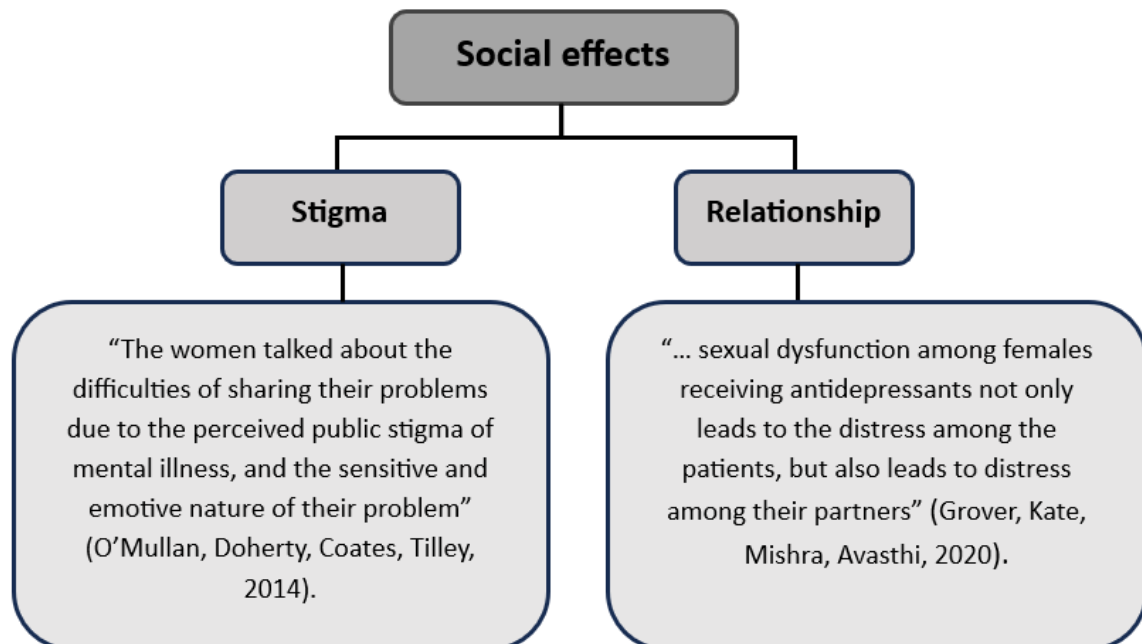 Social effects
Stigma
Relationship
“The women talked about the
difficulties of sharing their problems
due to the perceived public stigma of
mental illness, and the sensitive and
emotive nature of their problem”
(O’Mullan, Doherty, Coates, Tilley,
2014).
“... sexual dysfunction among females
receiving antidepressants not only
leads to the distress among the
patients, but also leads to distress
among their partners” (Grover, Kate,
Mishra, Avasthi, 2020).